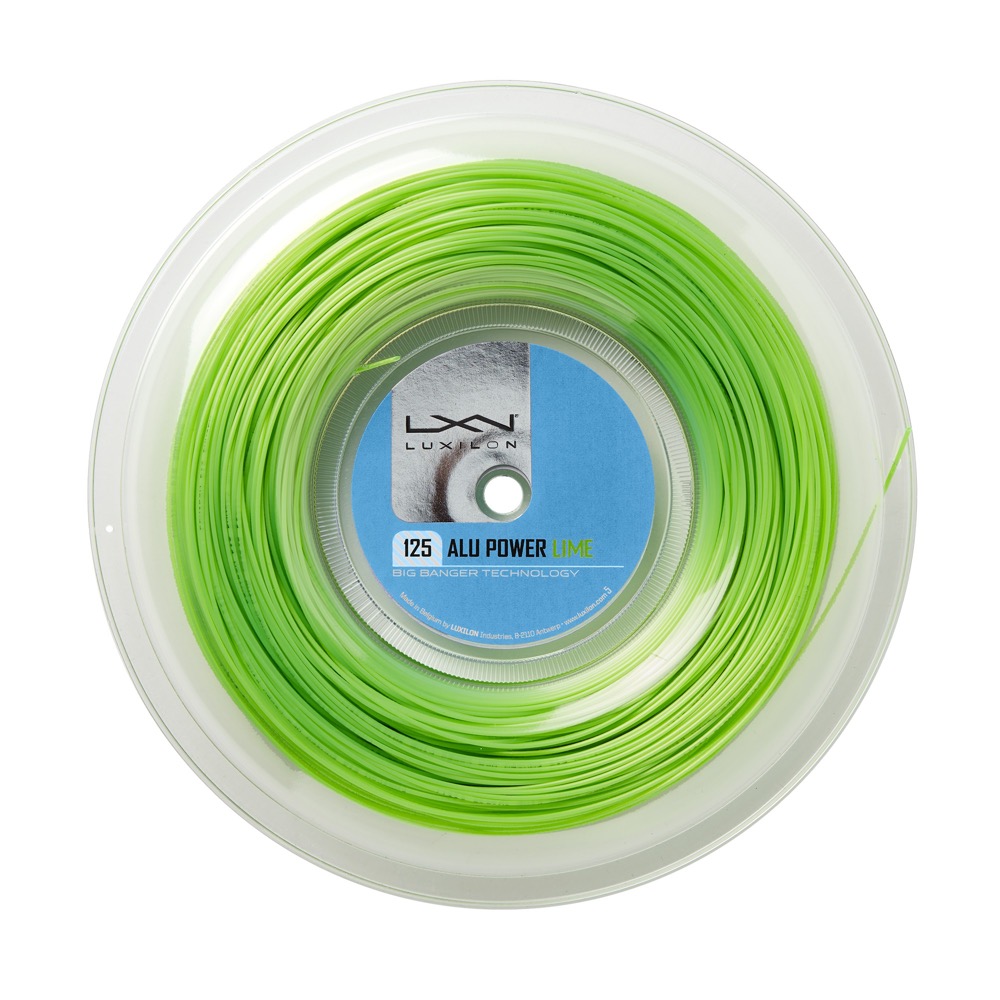 LXN
LUXILON
125 ALU POWER LIME
BIG BANGER TECHNOLOGY
Made in Belgium by LUXILON Industries, B-2110 Antwerp - www.luxilon.com 5